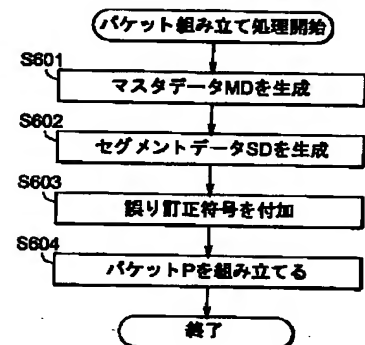 パケット組み立て処理開始
S601
マスタデータMDを生成
S602
セグメントデータSDを生成
S603
誤り訂正符号を付加
S604
パケットPを組み立てる
終了